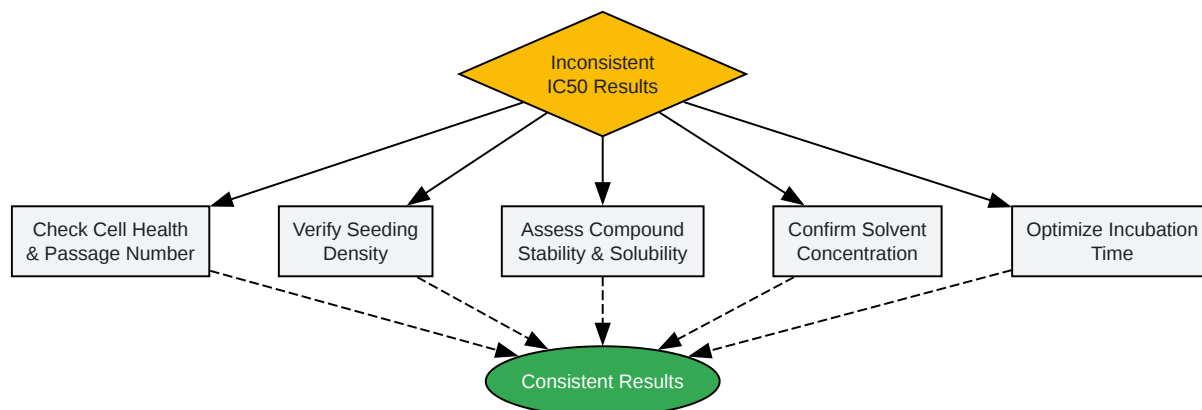 Inconsistent
IC50 Results
Check Cell Health
& Passage Number
Verify Seeding
Density
Assess Compound
Stability & Solubility
Confirm Solvent
Concentration
Optimize Incubation
Time
Consistent Results